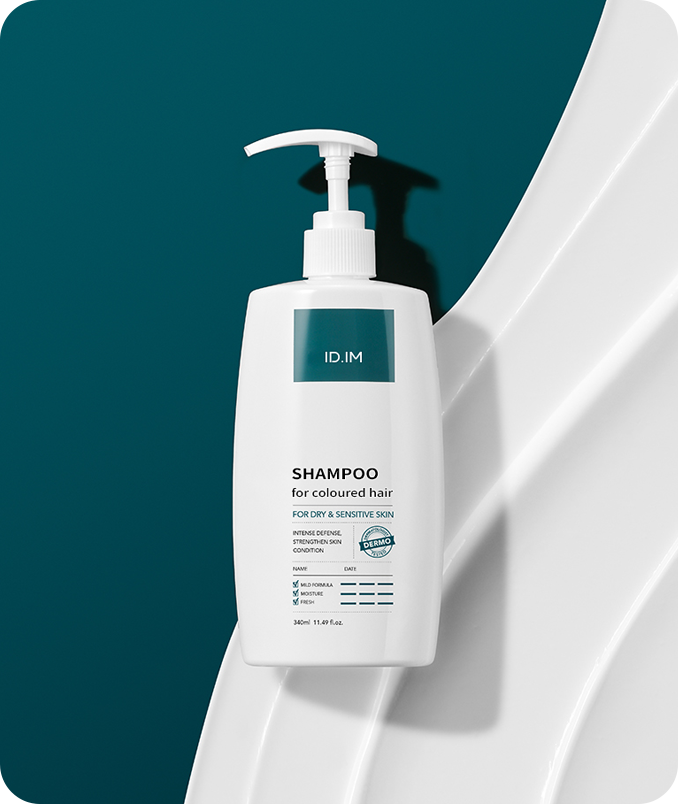 ID.IM
SHAMPOO
for coloured hair
FOR DRY & SENSITIVE SKIN
INTENSE DEFENSE,
STRENGTHEN SKIN
CONDITION
DERMO
TESTED
NAME DATE
MILD FORMULA
MOISTURE
FRESH
340ml 11.49 fl.oz.